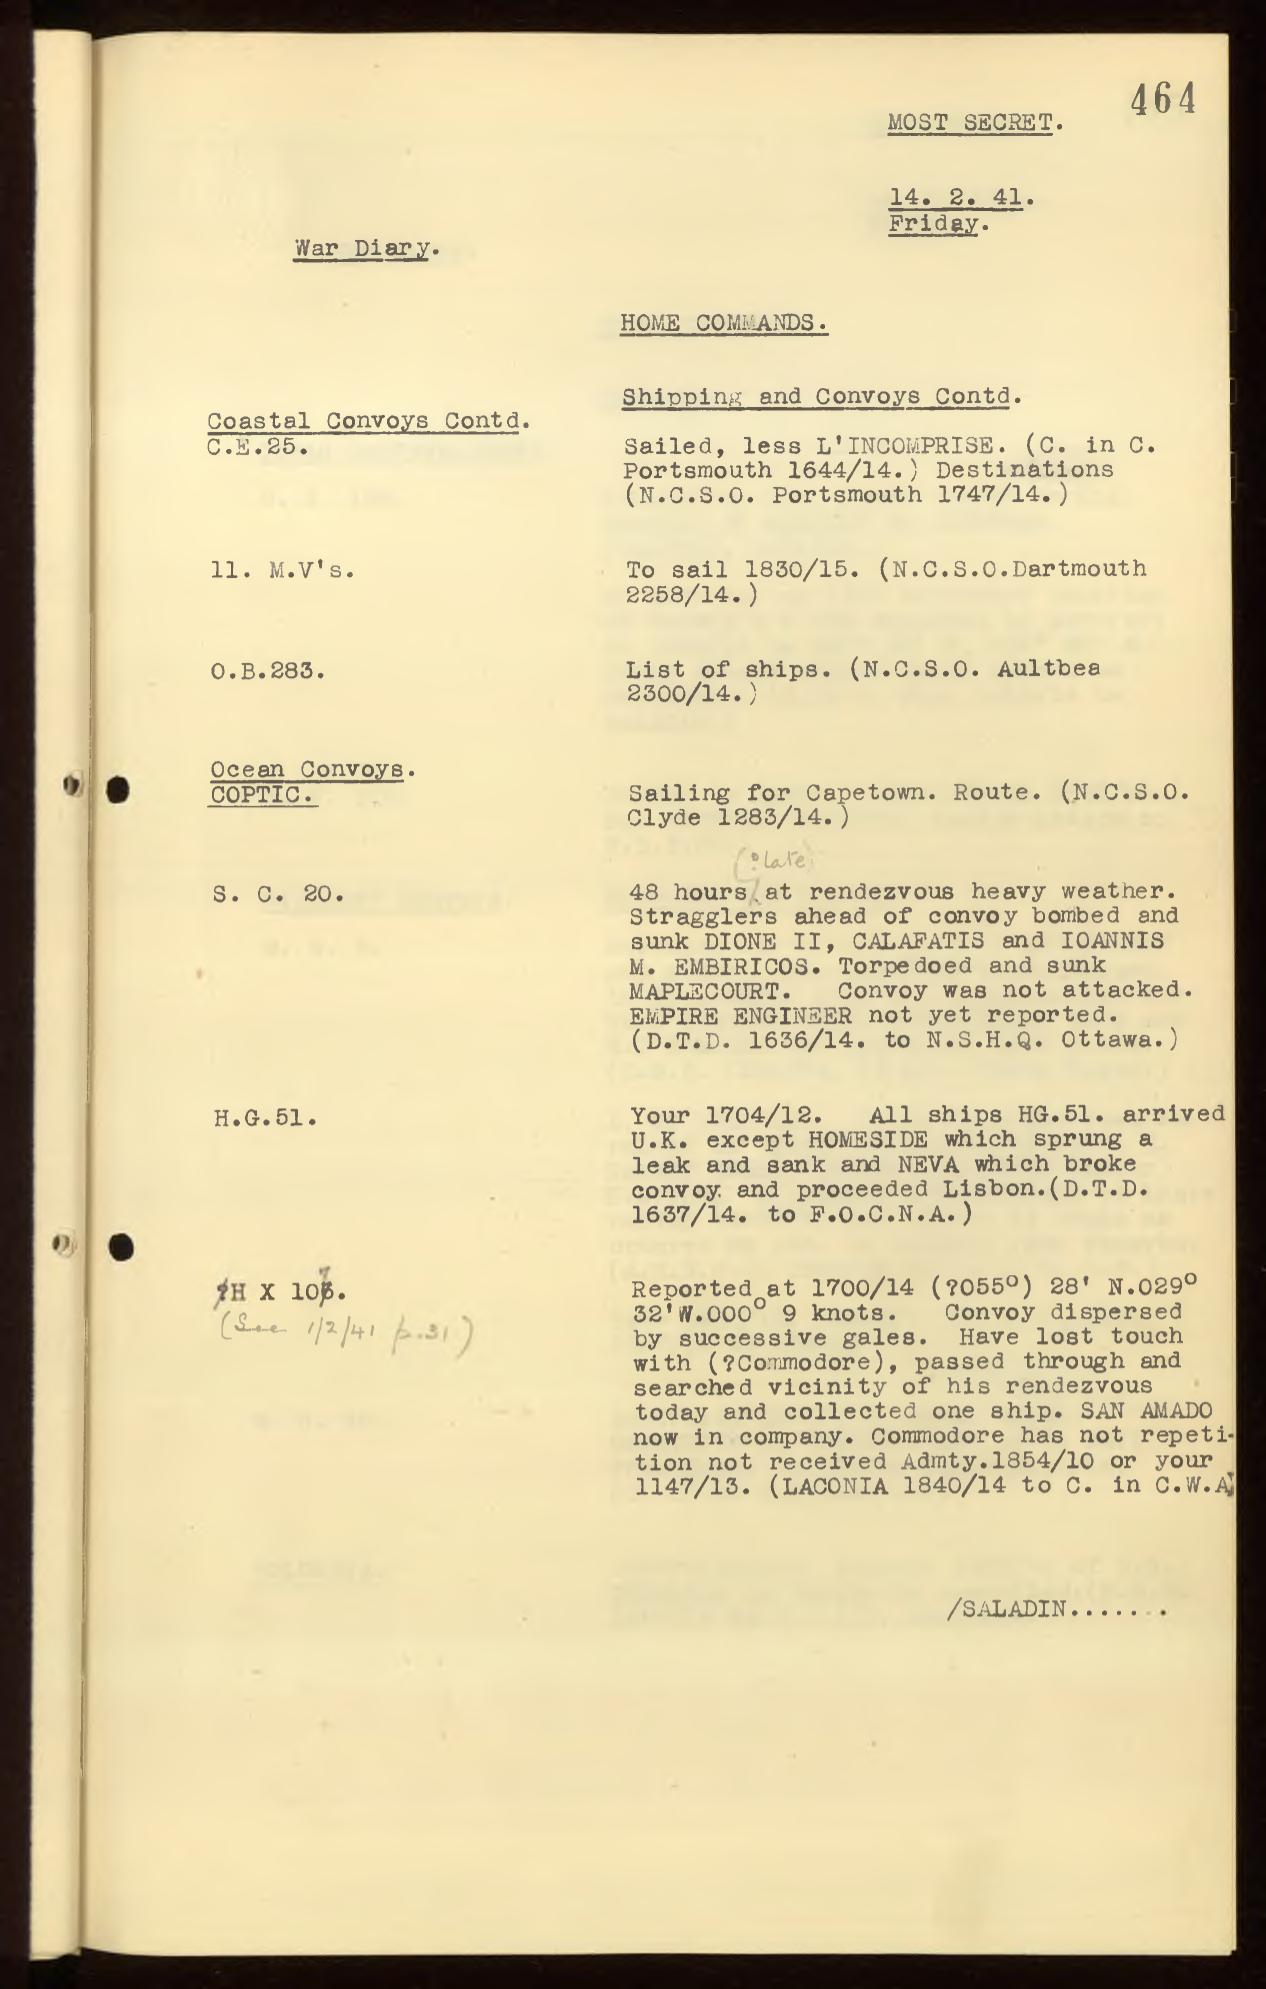 464
MOST SECRET.
14. 2. 41.
Friday.
War Diary.
HOME COMMANDS.
Shipping and Convoys Contd.
Coastal Convoys Contd.
C.E.25.
Sailed, less L'INCOMPRISE. (C. in C.
Portsmouth 1644/14.) Destinations
(N.C.S.O. Portsmouth 1747/14.)
11. M.V's.
To sail 1830/15. (N.C.S.O.Dartmouth
2258/14.)
O.B.283.
List of ships. (N.C.S.O. Aultbea
2300/14.)
Ocean Convoys.
COPTIC.
Sailing for Capetown. Route. (N.C.S.O.
Clyde 1283/14.)
(?late)
S. C. 20.
48 hours at rendezvous heavy weather.
Stragglers ahead of convoy bombed and
sunk DIONE II, CALAFATIS and IOANNIS
M. EMBIRICOS. Torpedoed and sunk
MAPLECOURT. Convoy was not attacked.
EMPIRE ENGINEER not yet reported.
(D.T.D. 1636/14. to N.S.H.Q. Ottawa.)
H.G.51.
Your 1704/12. All ships HG.51. arrived
U.K. except HOMESIDE which sprung a
leak and sank and NEVA which broke
convoy. and proceeded Lisbon.(D.T.D.
1637/14. to F.O.C.N.A.)
H X 107.
(See 1/2/41 p.31)
Reported at 1700/14 (?055°) 28' N.029°
32'W.000° 9 knots. Convoy dispersed
by successive gales. Have lost touch
with (?Commodore), passed through and
searched vicinity of his rendezvous
today and collected one ship. SAN AMADO
now in company. Commodore has not repeti-
tion not received Admty.1854/10 or your
1147/13. (LACONIA 1840/14 to C. in C.W.A)
/SALADIN.......